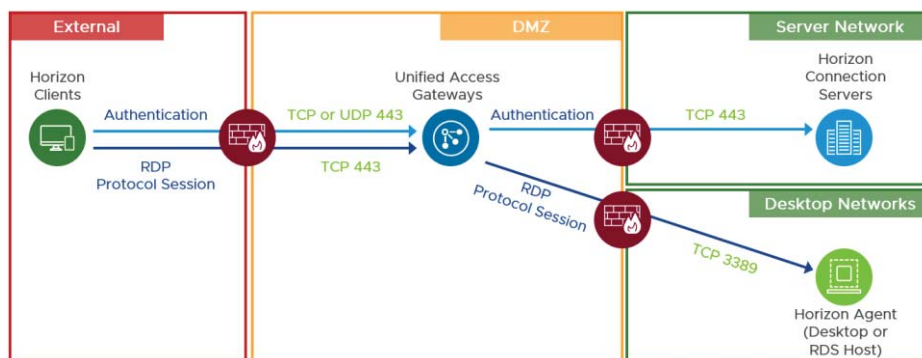 External
DMZ
Server Network
Horizon
Clients
Unified Access
Gateways
Horizon
Connection
Servers
Authentication
TCP or UDP 443
Authentication
TCP 443
RDP
Protocol Session
TCP 443
RDP
Protocol Session
Desktop Networks
TCP 3389
Horizon Agent
(Desktop or
RDS Host)